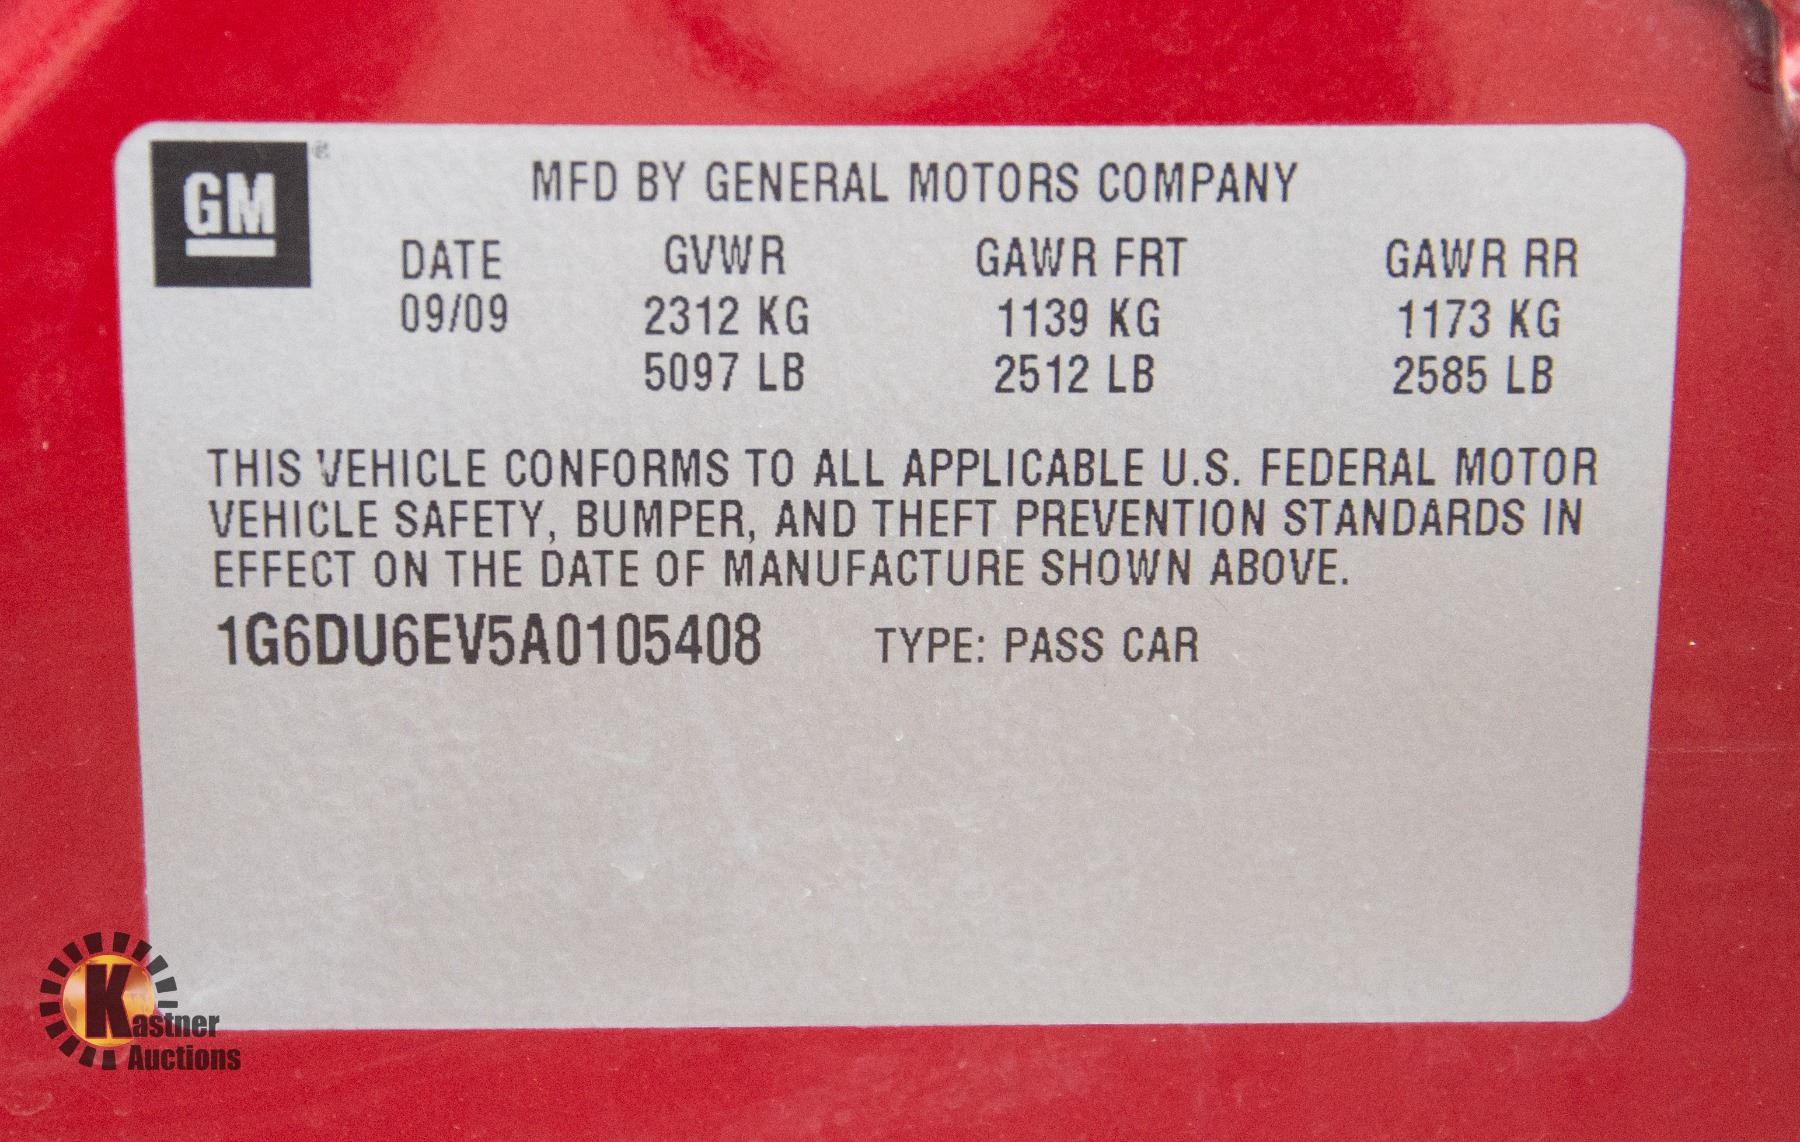 GM
MFD BY GENERAL MOTORS COMPANY
DATE GVWR GAWR FRT GAWR RR
09/09 2312 KG 1139 KG 1173 KG
5097 LB 2512 LB 2585 LB
THIS VEHICLE CONFORMS TO ALL APPLICABLE U.S. FEDERAL MOTOR
VEHICLE SAFETY, BUMPER, AND THEFT PREVENTION STANDARDS IN
EFFECT ON THE DATE OF MANUFACTURE SHOWN ABOVE.
1G6DU6EV5A0105408 TYPE: PASS CAR
Kastner
Auctions